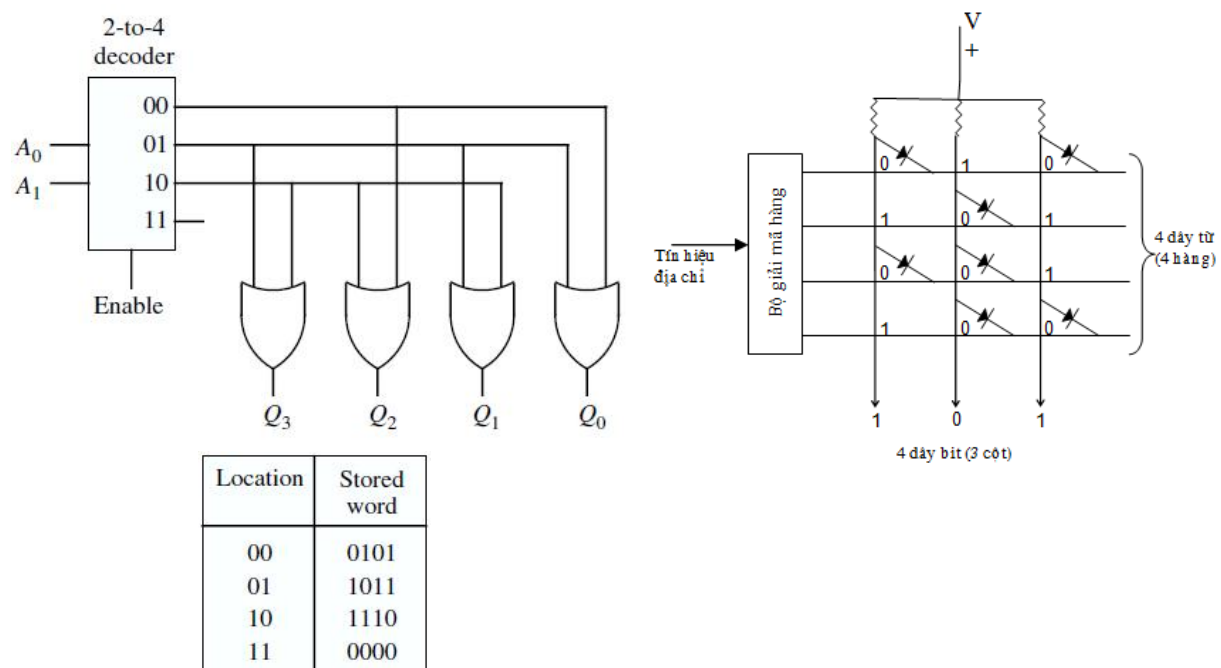 2-to-4
decoder
00
01
10
11
A0
A1
Enable
Q3 Q2 Q1 Q0
Location Stored
word
00 0101
01 1011
10 1110
11 0000
V
+
Bộ giải mã hàng
Tín hiệu
địa chỉ
0 1 0
1 0 1
0 0 1
1 0 0
1 0 1
4 dây từ
(4 hàng)
4 dây bit (3 cột)